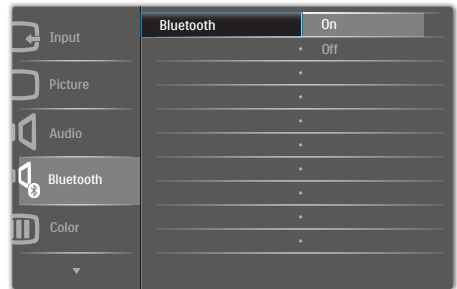 Input
Picture
Audio
Bluetooth
Color
Bluetooth On
Off